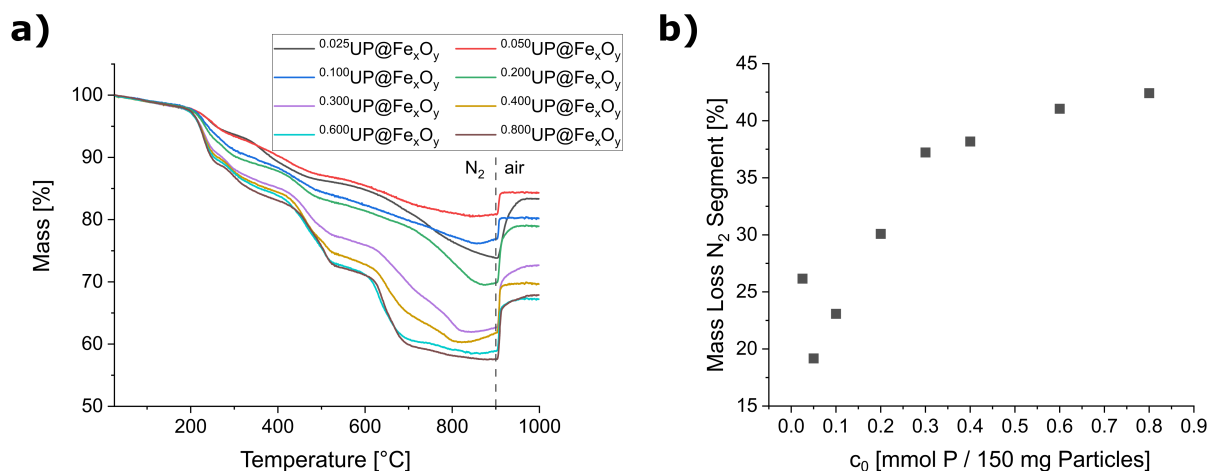 a)
0.025UP@FexOy 0.050UP@FexOy
0.100UP@FexOy 0.200UP@FexOy
0.300UP@FexOy 0.400UP@FexOy
0.600UP@FexOy 0.800UP@FexOy
N2 air
Mass [%]
100
90
80
70
60
50
200 400 600 800 1000
Temperature [°C]
b)
Mass Loss N2 Segment [%]
45
40
35
30
25
20
15
0.0 0.1 0.2 0.3 0.4 0.5 0.6 0.7 0.8 0.9
c0 [mmol P / 150 mg Particles]